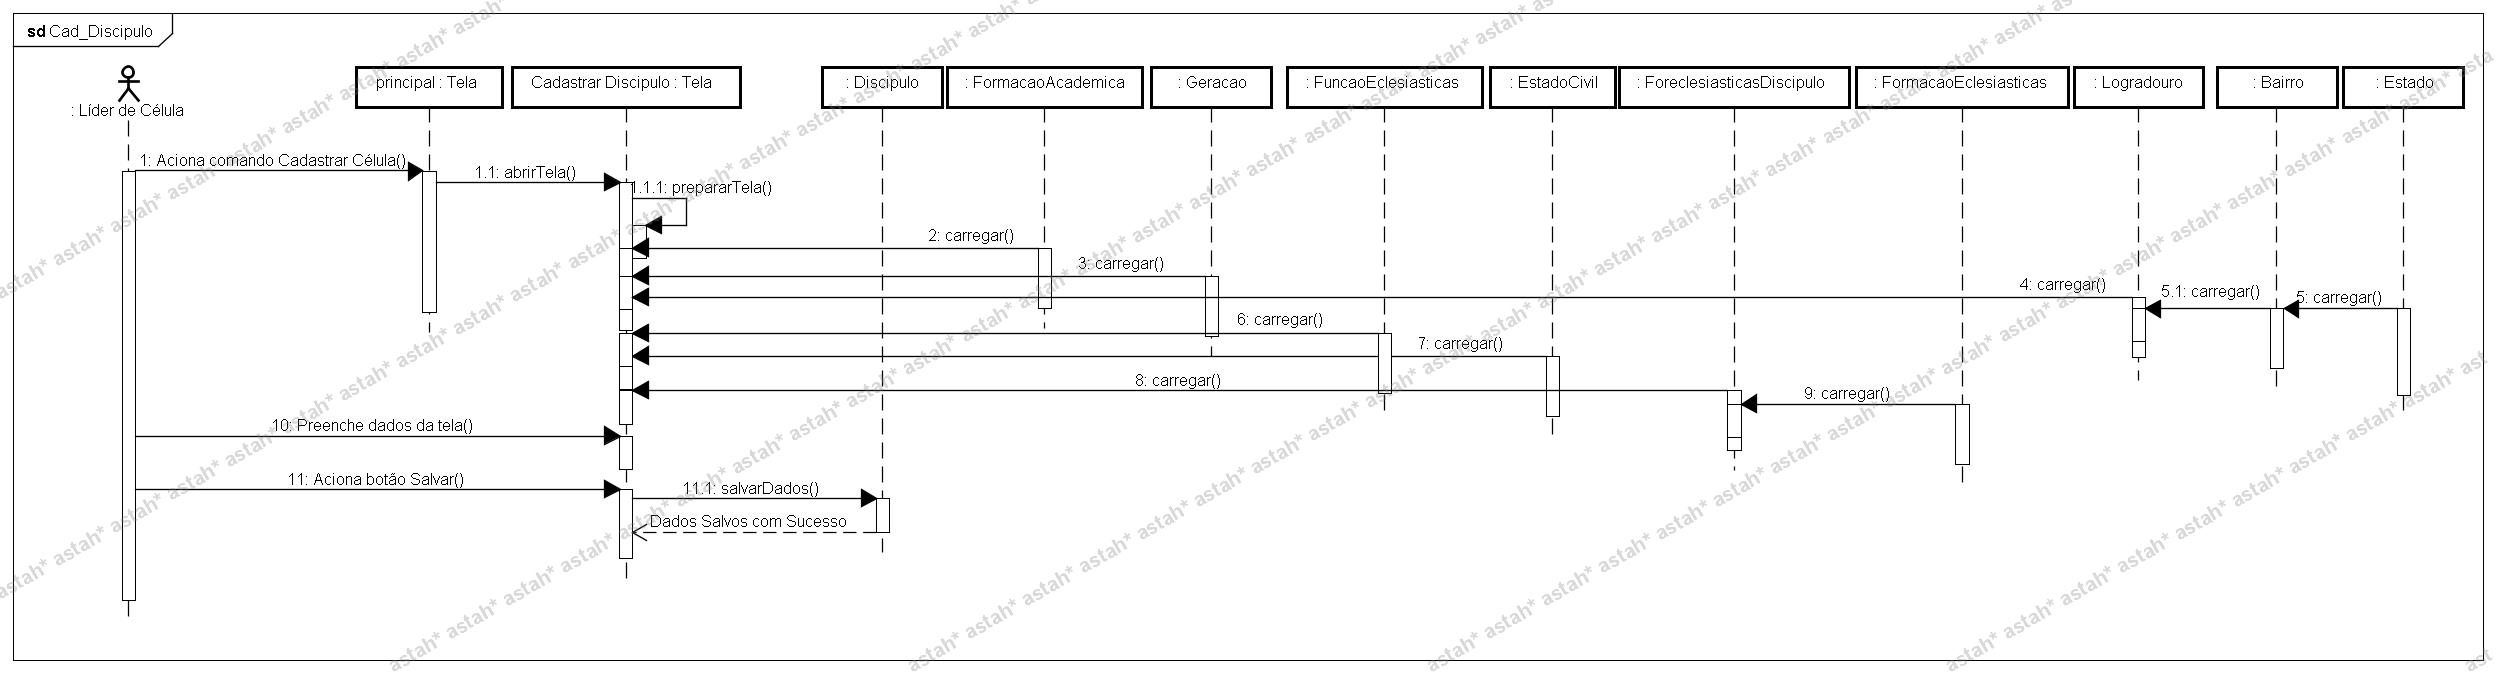 sd Cad_Discipulo
: Líder de Célula
principal : Tela
Cadastrar Discipulo : Tela
: Discipulo
: FormacaoAcademica
: Geracao
: FuncaoEclesiasticas
: EstadoCivil
: ForeclesiasticasDiscipulo
: FormacaoEclesiasticas
: Logradouro
: Bairro
: Estado
1: Aciona comando Cadastrar Célula()
1.1: abrirTela()
1.1.1: prepararTela()
2: carregar()
3: carregar()
4: carregar()
5.1: carregar()
5: carregar()
6: carregar()
7: carregar()
8: carregar()
9: carregar()
10: Preenche dados da tela()
11: Aciona botão Salvar()
11.1: salvarDados()
Dados Salvos com Sucesso
astah* astah* astah* astah* astah* astah* astah* astah* astah*